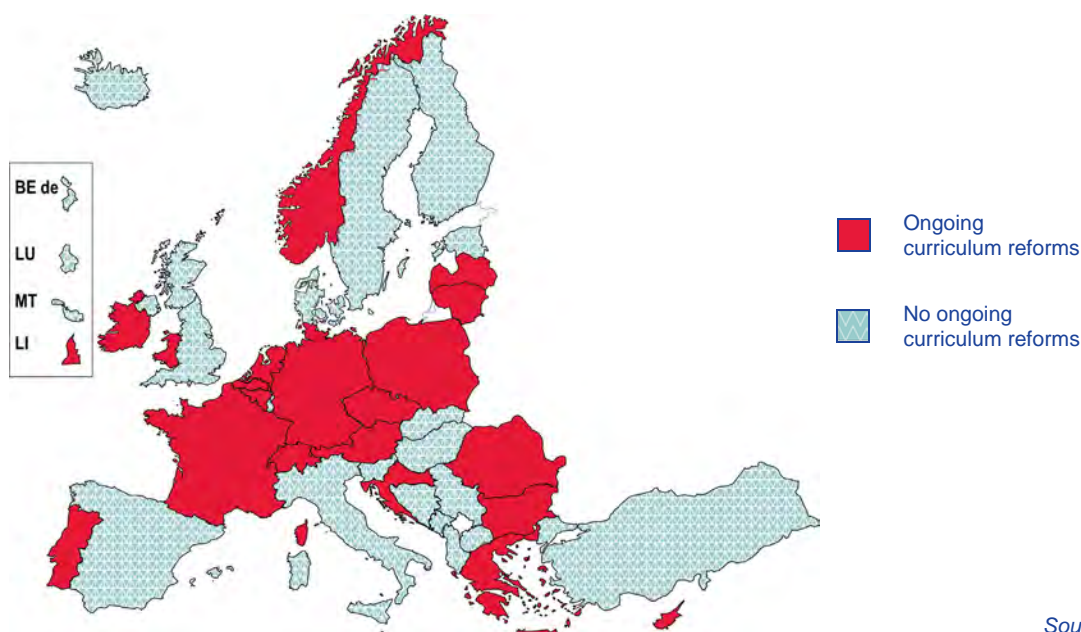 BE de
LU
MT
LI
Ongoing
curriculum reforms
No ongoing
curriculum reforms
Sou